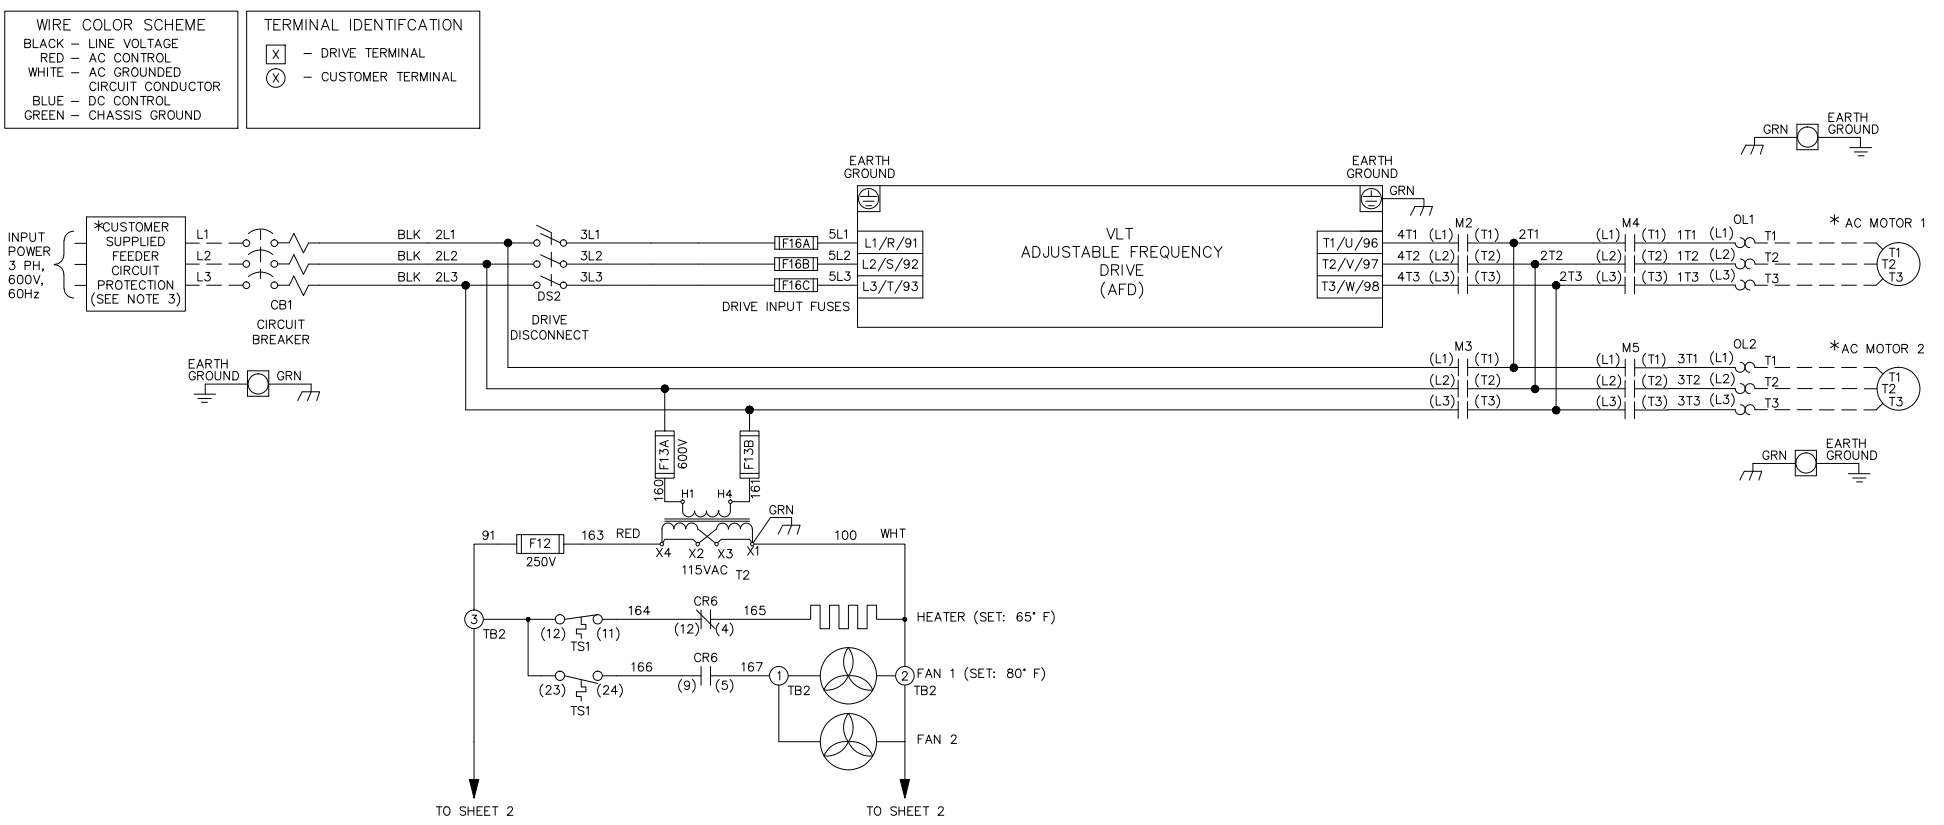 WIRE COLOR SCHEME
BLACK – LINE VOLTAGE
RED – AC CONTROL
WHITE – AC GROUNDED
CIRCUIT CONDUCTOR
BLUE – DC CONTROL
GREEN – CHASSIS GROUND
TERMINAL IDENTIFCATION
X – DRIVE TERMINAL
X – CUSTOMER TERMINAL
INPUT
POWER
3 PH,
600V,
60Hz
*CUSTOMER
SUPPLIED
FEEDER
CIRCUIT
PROTECTION
(SEE NOTE 3)
L1
L2
L3
CB1
CIRCUIT
BREAKER
EARTH
GROUND
GRN
BLK 2L1
BLK 2L2
BLK 2L3
DS2
DRIVE
DISCONNECT
3L1
3L2
3L3
F16A
F16B
F16C
DRIVE INPUT FUSES
5L1
5L2
5L3
EARTH
GROUND
L1/R/91
L2/S/92
L3/T/93
VLT
ADJUSTABLE FREQUENCY
DRIVE
(AFD)
EARTH
GROUND
GRN
T1/U/96
T2/V/97
T3/W/98
4T1 (L1) M2 (T1) 2T1 (L1) M4 (T1) 1T1 (L1) OL1 T1
4T2 (L2) (T2) 2T2 (L2) (T2) 1T2 (L2) T2
4T3 (L3) (T3) 2T3 (L3) (T3) 1T3 (L3) T3
* AC MOTOR 1
T1
T2
T3
GRN
EARTH
GROUND
(L1) M3 (T1) (L1) M5 (T1) 3T1 (L1) OL2 T1
(L2) (T2) (L2) (T2) 3T2 (L2) T2
(L3) (T3) (L3) (T3) 3T3 (L3) T3
*AC MOTOR 2
T1
T2
T3
GRN
EARTH
GROUND
F13A
600V
F13B
160
161
H1 H4
GRN
91 F12 163 RED
250V
X4 X2 X3 X1
100 WHT
115VAC T2
3
TB2
(12) (11)
TS1
164
CR6
(12) (4)
165
HEATER (SET: 65° F)
(23) (24)
TS1
166
CR6
(9) (5)
167
1
TB2
2
TB2
FAN 1 (SET: 80° F)
FAN 2
TO SHEET 2
TO SHEET 2